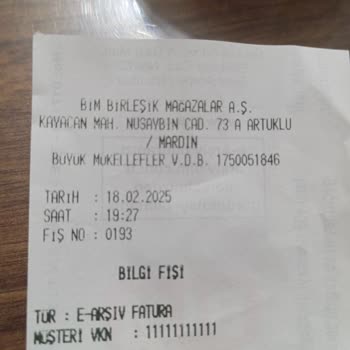 BİM BİRLEŞİK MAĞAZALAR A.Ş.
KAYACAN MAH. NUSAYBİN CAD. 73 A ARTUKLU
/ MARDİN
BÜYÜK MÜKELLEFLER V.D.B. 1750051846
TARİH : 18.02.2025
SAAT : 19:27
FİŞ NO : 0193
BİLGİ FİŞİ
TÜR : E-ARŞİV FATURA
MÜŞTERİ VKN : 11111111111